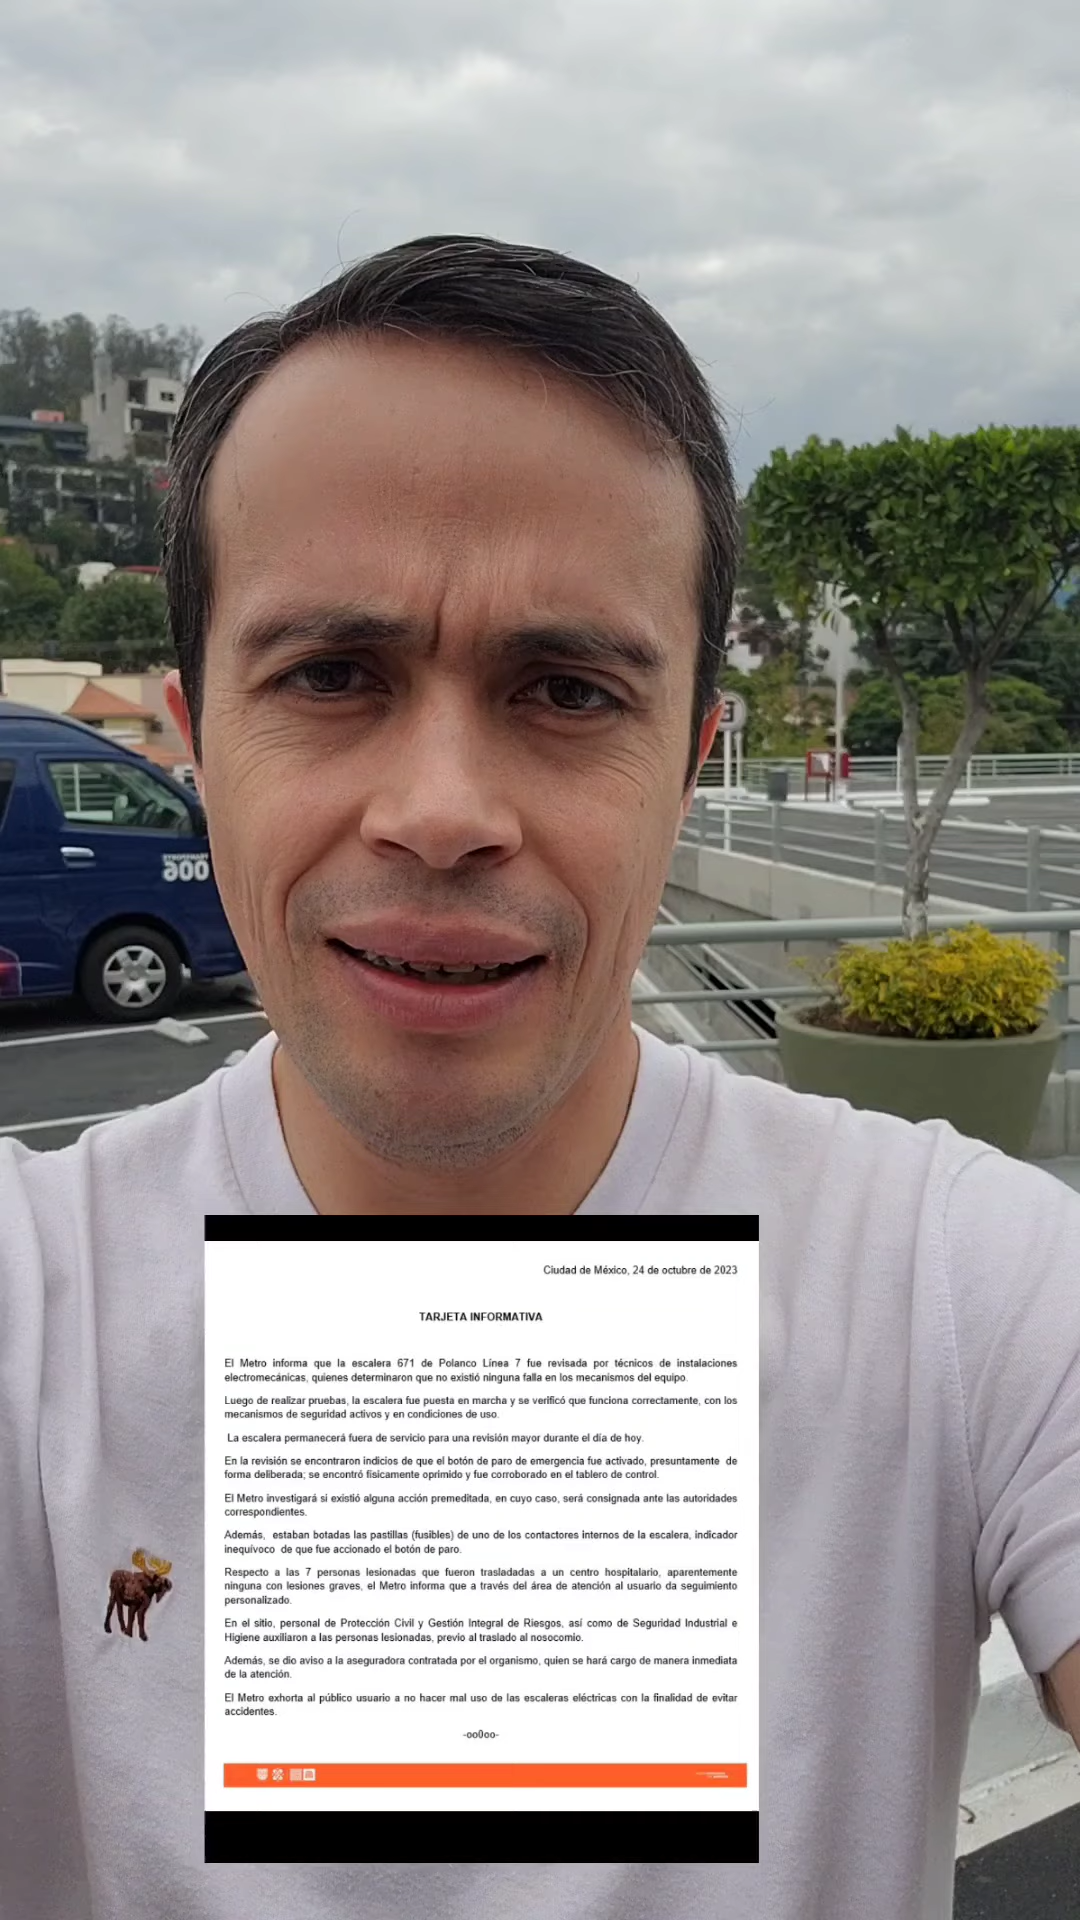 TRANSPORTE
006
Ciudad de México, 24 de octubre de 2023
TARJETA INFORMATIVA
El Metro informa que la escalera 671 de Polanco Línea 7 fue revisada por técnicos de instalaciones
electromecánicas, quienes determinaron que no existió ninguna falla en los mecanismos del equipo.
Luego de realizar pruebas, la escalera fue puesta en marcha y se verificó que funciona correctamente, con los
mecanismos de seguridad activos y en condiciones de uso.
La escalera permanecerá fuera de servicio para una revisión mayor durante el día de hoy.
En la revisión se encontraron indicios de que el botón de paro de emergencia fue activado, presuntamente de
forma deliberada; se encontró físicamente oprimido y fue corroborado en el tablero de control.
El Metro investigará si existió alguna acción premeditada, en cuyo caso, será consignada ante las autoridades
correspondientes.
Además, estaban botadas las pastillas (fusibles) de uno de los contactores internos de la escalera, indicador
inequívoco de que fue accionado el botón de paro.
Respecto a las 7 personas lesionadas que fueron trasladadas a un centro hospitalario, aparentemente
ninguna con lesiones graves, el Metro informa que a través del área de atención al usuario da seguimiento
personalizado.
En el sitio, personal de Protección Civil y Gestión Integral de Riesgos, así como de Seguridad Industrial e
Higiene auxiliaron a las personas lesionadas, previo al traslado al nosocomio.
Además, se dio aviso a la aseguradora contratada por el organismo, quien se hará cargo de manera inmediata
de la atención.
El Metro exhorta al público usuario a no hacer mal uso de las escaleras eléctricas con la finalidad de evitar
accidentes.
-oo0oo-